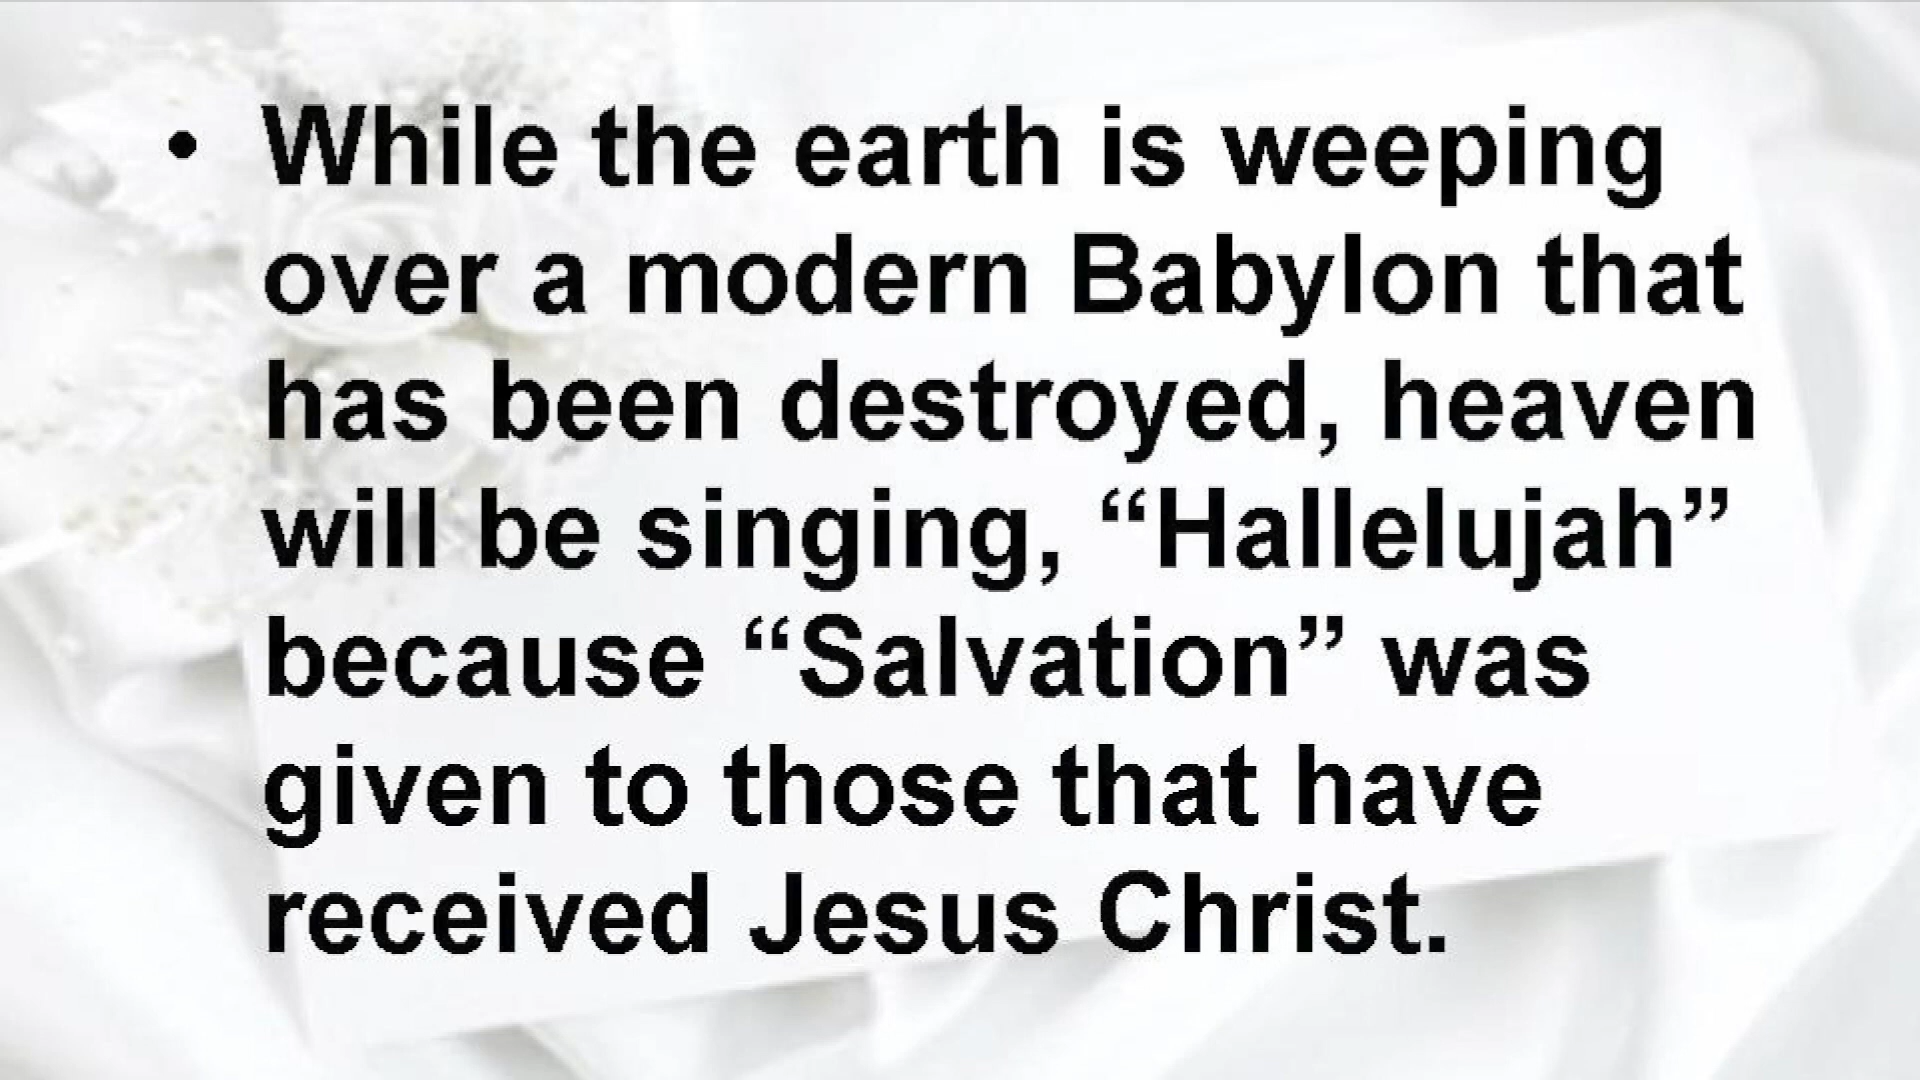 • While the earth is weeping
over a modern Babylon that
has been destroyed, heaven
will be singing, “Hallelujah”
because “Salvation” was
given to those that have
received Jesus Christ.